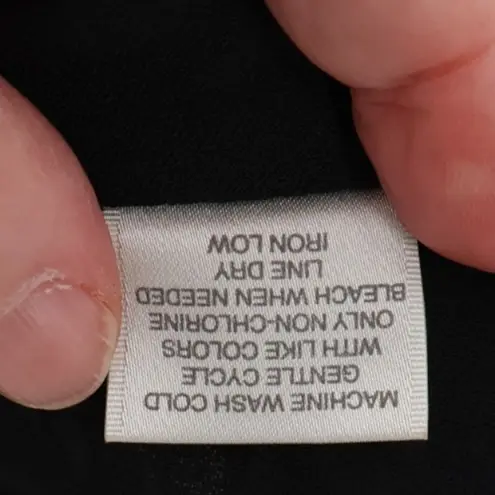 MACHINE WASH COLD
GENTLE CYCLE
WITH LIKE COLORS
ONLY NON-CHLORINE
BLEACH WHEN NEEDED
LINE DRY
IRON LOW